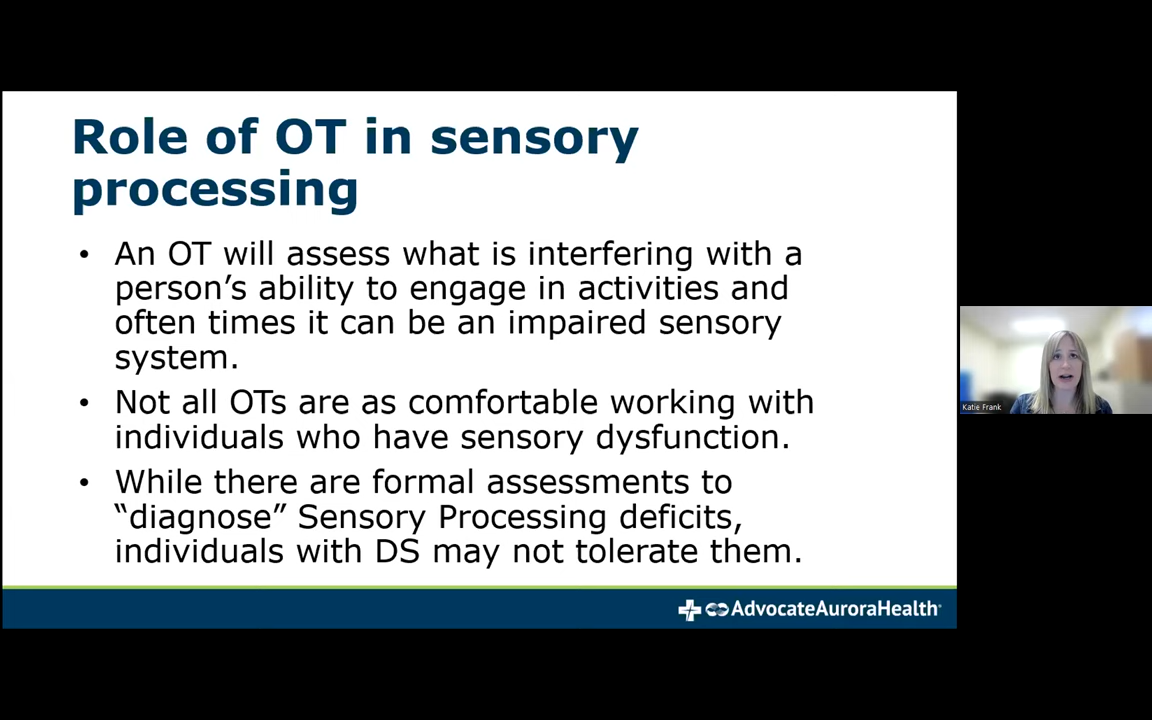 Role of OT in sensory
processing
• An OT will assess what is interfering with a
person’s ability to engage in activities and
often times it can be an impaired sensory
system.
• Not all OTs are as comfortable working with
individuals who have sensory dysfunction.
• While there are formal assessments to
“diagnose” Sensory Processing deficits,
individuals with DS may not tolerate them.
AdvocateAuroraHealth®
Katie Frank